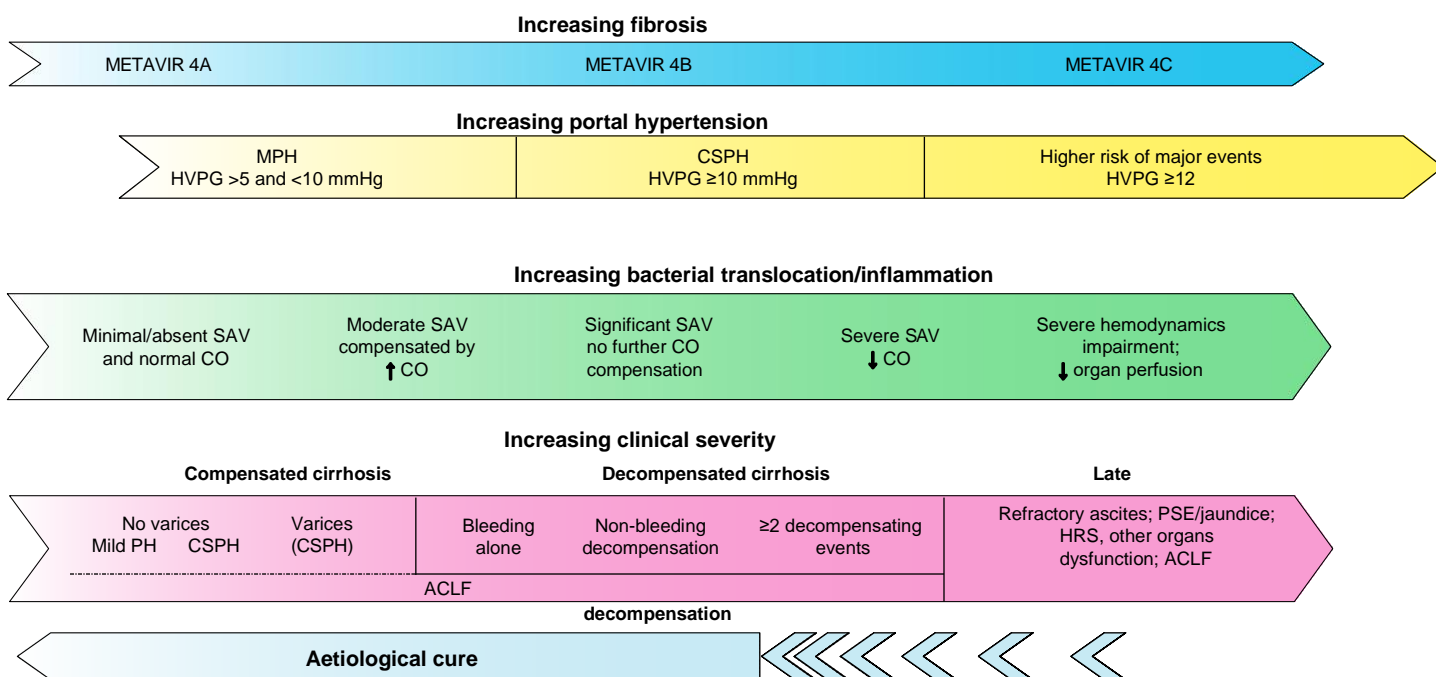 Increasing fibrosis
METAVIR 4A METAVIR 4B METAVIR 4C
Increasing portal hypertension
MPH
HVPG >5 and <10 mmHg
CSPH
HVPG ≥10 mmHg
Higher risk of major events
HVPG ≥12
Increasing bacterial translocation/inflammation
Minimal/absent SAV
and normal CO
Moderate SAV
compensated by
↑ CO
Significant SAV
no further CO
compensation
Severe SAV
↓ CO
Severe hemodynamics
impairment;
↓ organ perfusion
Increasing clinical severity
Compensated cirrhosis Decompensated cirrhosis Late
No varices
Mild PH CSPH
Varices
(CSPH)
Bleeding
alone
Non-bleeding
decompensation
≥2 decompensating
events
Refractory ascites; PSE/jaundice;
HRS, other organs
dysfunction; ACLF
ACLF
decompensation
Aetiological cure